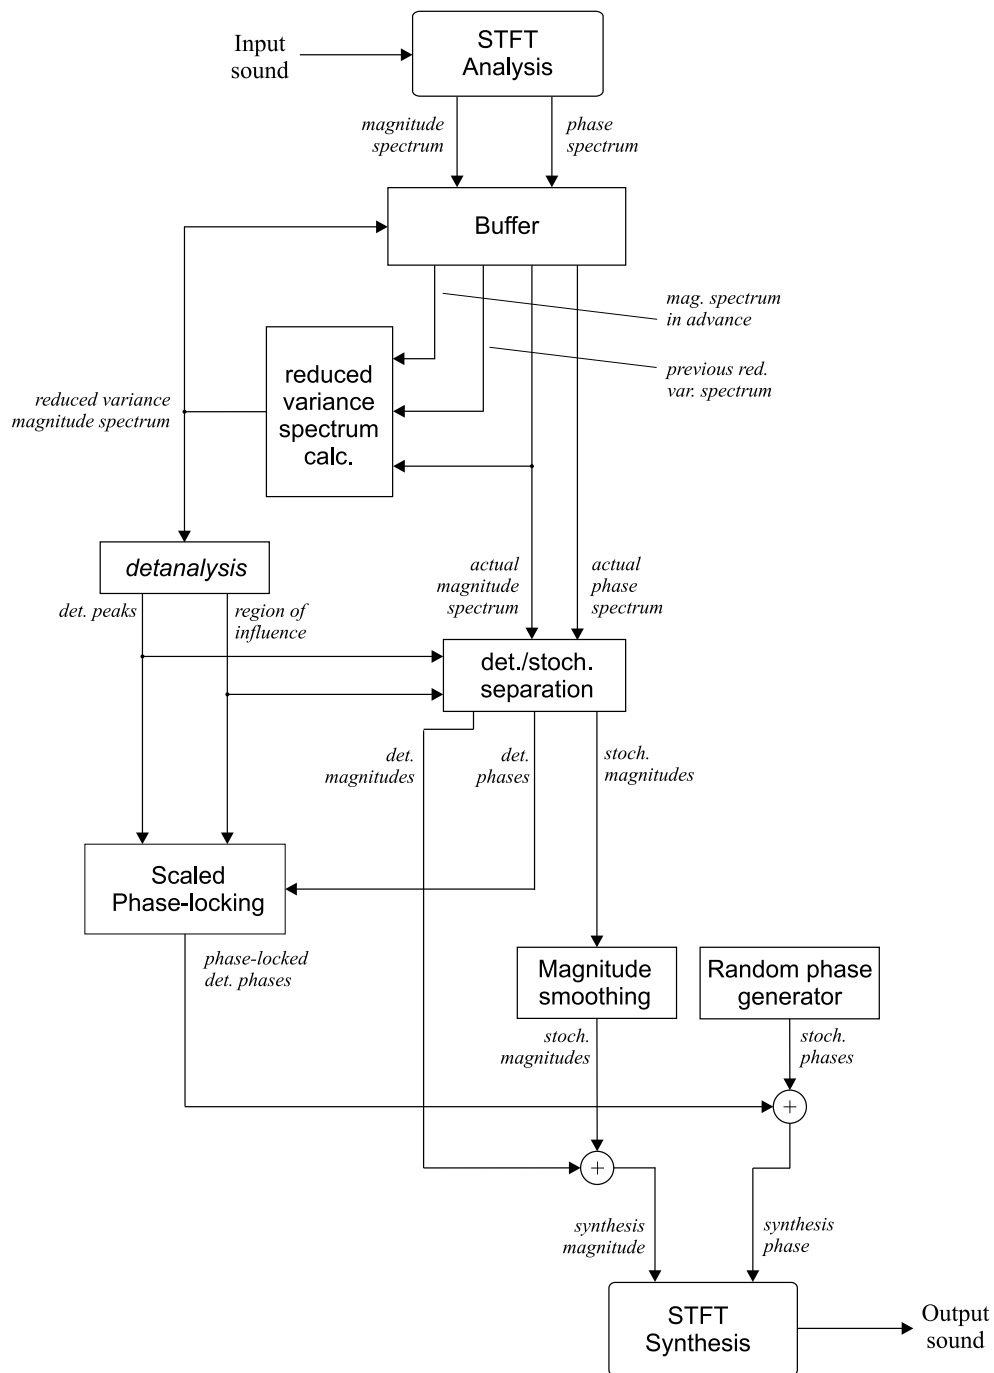 Input
sound
STFT
Analysis
magnitude
spectrum
phase
spectrum
Buffer
mag. spectrum
in advance
previous red.
var. spectrum
reduced
variance
spectrum
calc.
reduced variance
magnitude spectrum
detanalysis
det. peaks
region of
influence
actual
magnitude
spectrum
actual
phase
spectrum
det./stoch.
separation
det.
magnitudes
det.
phases
stoch.
magnitudes
Scaled
Phase-locking
phase-locked
det. phases
Magnitude
smoothing
Random phase
generator
stoch.
magnitudes
stoch.
phases
+
+
synthesis
magnitude
synthesis
phase
STFT
Synthesis
Output
sound